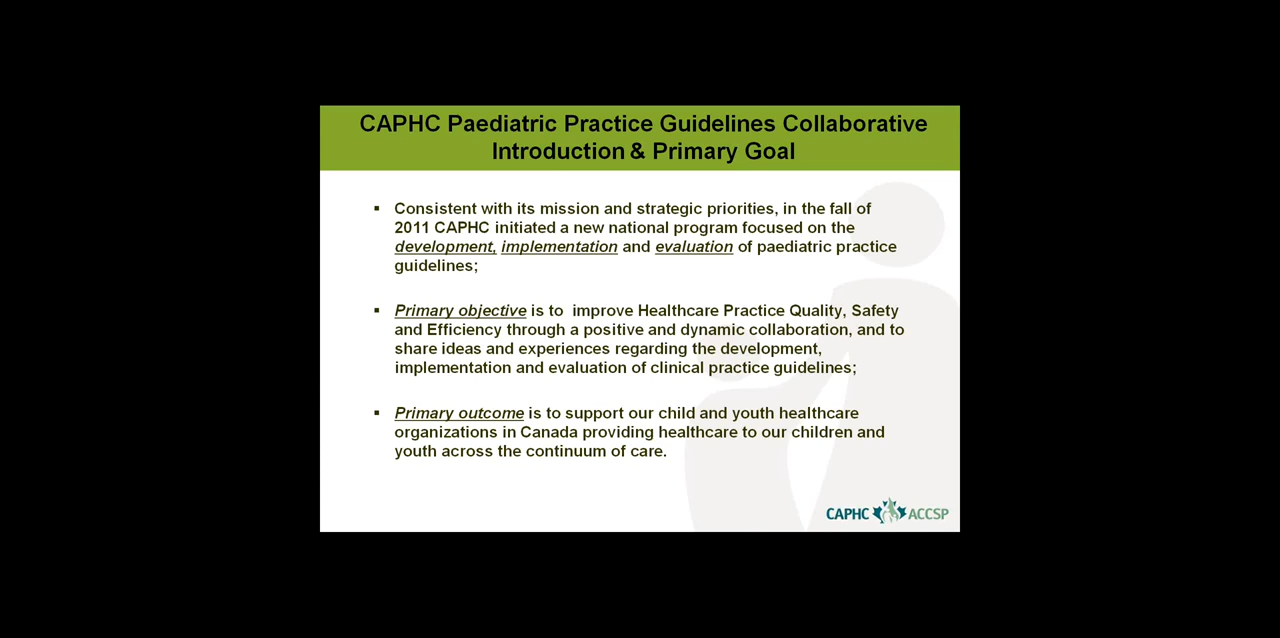 CAPHC Paediatric Practice Guidelines Collaborative
Introduction & Primary Goal
▪ Consistent with its mission and strategic priorities, in the fall of
2011 CAPHC initiated a new national program focused on the
development, implementation and evaluation of paediatric practice
guidelines;
▪ Primary objective is to  improve Healthcare Practice Quality, Safety
and Efficiency through a positive and dynamic collaboration, and to
share ideas and experiences regarding the development,
implementation and evaluation of clinical practice guidelines;
▪ Primary outcome is to support our child and youth healthcare
organizations in Canada providing healthcare to our children and
youth across the continuum of care.
CAPHC ACCSP